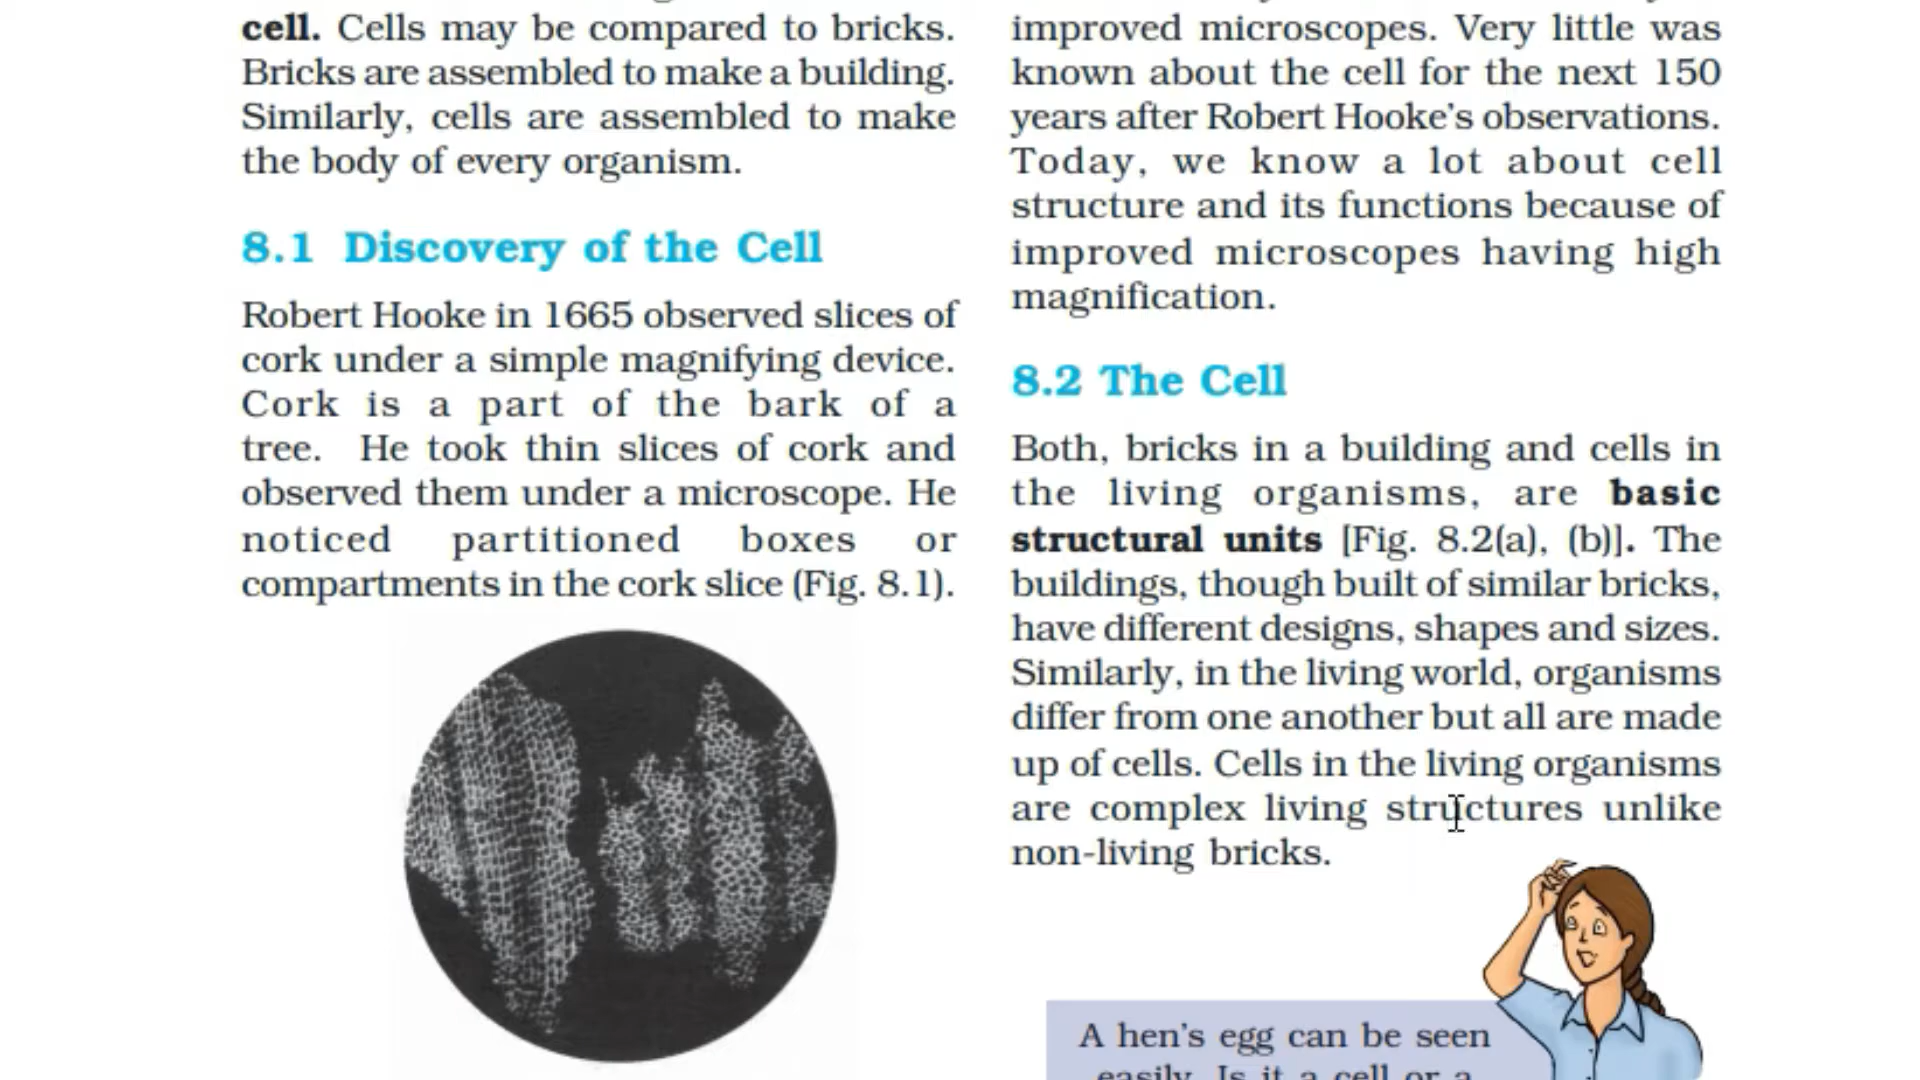 cell. Cells may be compared to bricks.
Bricks are assembled to make a building.
Similarly, cells are assembled to make
the body of every organism.
8.1 Discovery of the Cell
Robert Hooke in 1665 observed slices of
cork under a simple magnifying device.
Cork is a part of the bark of a
tree. He took thin slices of cork and
observed them under a microscope. He
noticed partitioned boxes or
compartments in the cork slice (Fig. 8.1).
improved microscopes. Very little was
known about the cell for the next 150
years after Robert Hooke's observations.
Today, we know a lot about cell
structure and its functions because of
improved microscopes having high
magnification.
8.2 The Cell
Both, bricks in a building and cells in
the living organisms, are basic
structural units [Fig. 8.2(a), (b)]. The
buildings, though built of similar bricks,
have different designs, shapes and sizes.
Similarly, in the living world, organisms
differ from one another but all are made
up of cells. Cells in the living organisms
are complex living structures unlike
non-living bricks.
A hen's egg can be seen
easily. Is it a cell or a